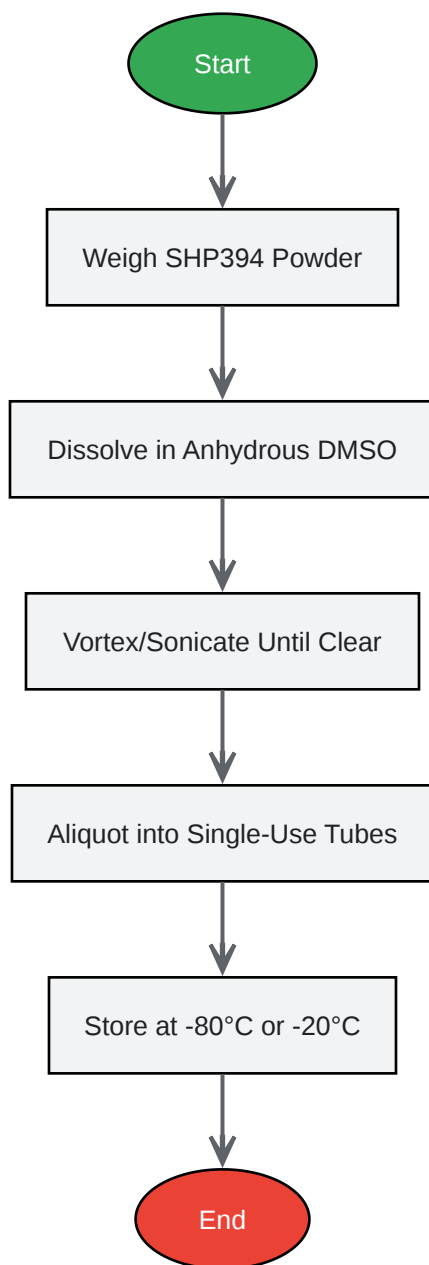 Start
Weigh SHP394 Powder
Dissolve in Anhydrous DMSO
Vortex/Sonicate Until Clear
Aliquot into Single-Use Tubes
Store at -80°C or -20°C
End